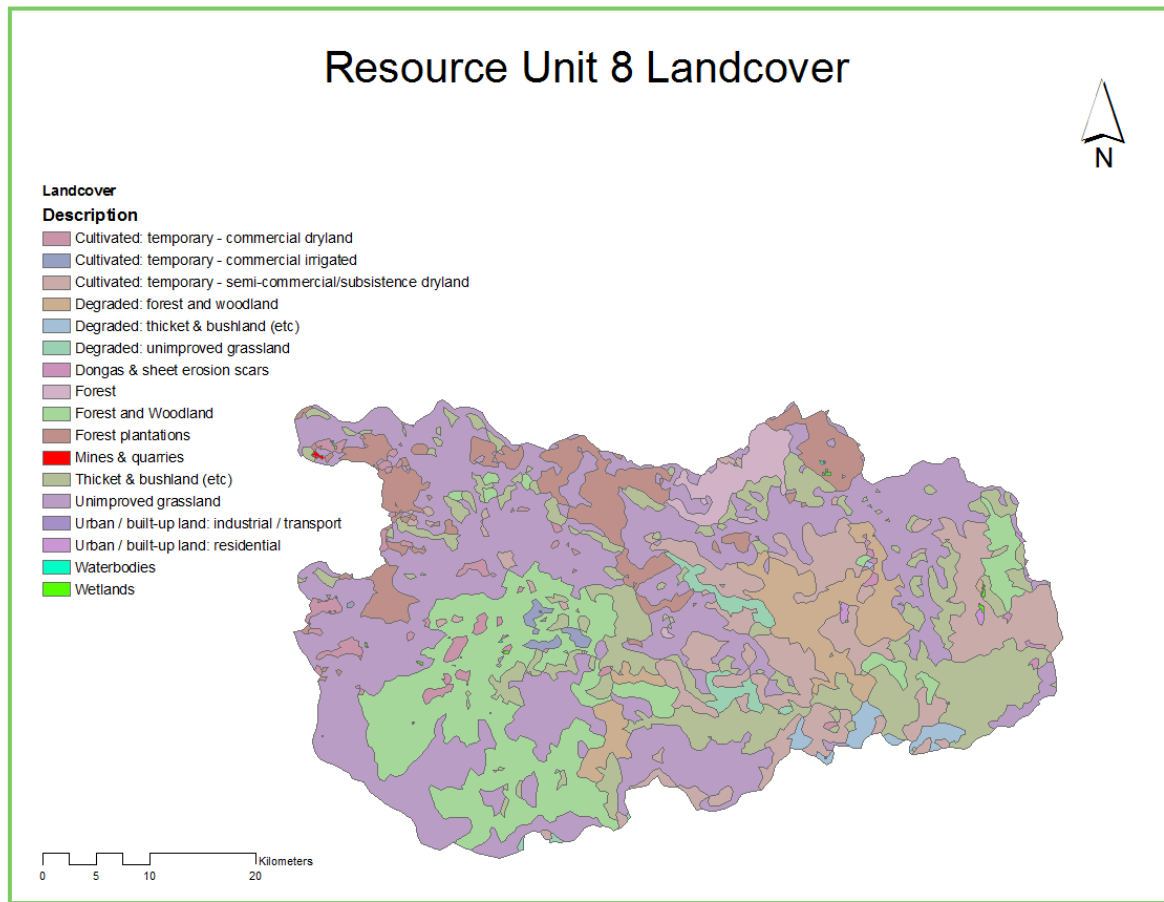 Resource Unit 8 Landcover
N
Landcover
Description
Cultivated: temporary - commercial dryland
Cultivated: temporary - commercial irrigated
Cultivated: temporary - semi-commercial/subsistence dryland
Degraded: forest and woodland
Degraded: thicket & bushland (etc)
Degraded: unimproved grassland
Dongas & sheet erosion scars
Forest
Forest and Woodland
Forest plantations
Mines & quarries
Thicket & bushland (etc)
Unimproved grassland
Urban / built-up land: industrial / transport
Urban / built-up land: residential
Waterbodies
Wetlands
Kilometers
0 5 10 20